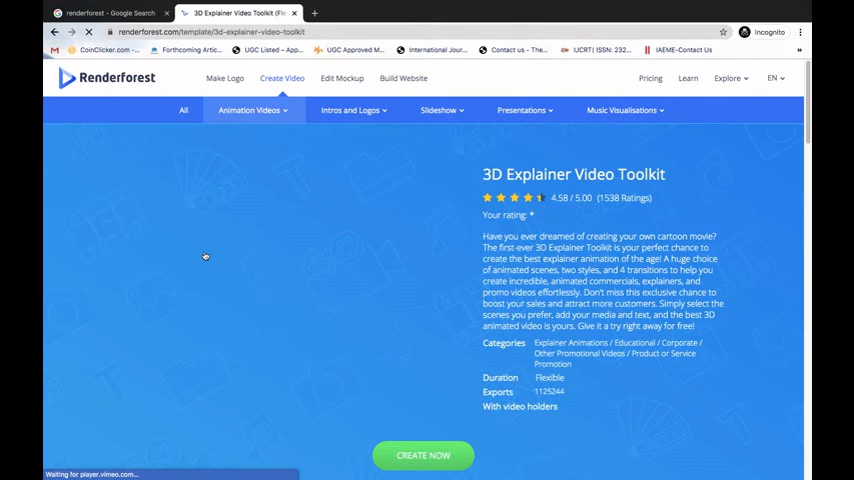 renderforest - Google Search
3D Explainer Video Toolkit (Fle
renderforest.com/template/3d-explainer-video-toolkit
Incognito
CoinClicker.com -...
Forthcoming Artic...
UGC Listed – App...
UGC Approved M...
International Jour...
Contact us - The...
IJCRT( ISSN: 232...
IAEME-Contact Us
Renderforest
Make Logo
Create Video
Edit Mockup
Build Website
Pricing
Learn
Explore
EN
All
Animation Videos
Intros and Logos
Slideshow
Presentations
Music Visualisations
3D Explainer Video Toolkit
4.58 / 5.00 (1538 Ratings)
Your rating: *
Have you ever dreamed of creating your own cartoon movie?
The first-ever 3D Explainer Toolkit is your perfect chance to
create the best explainer animation of the age! A huge choice
of animated scenes, two styles, and 4 transitions to help you
create incredible, animated commercials, explainers, and
promo videos effortlessly. Don't miss this exclusive chance to
boost your sales and attract more customers. Simply select the
scenes you prefer, add your media and text, and the best 3D
animated video is yours. Give it a try right away for free!
Categories Explainer Animations / Educational / Corporate /
Other Promotional Videos / Product or Service
Promotion
Duration Flexible
Exports 1125244
With video holders
CREATE NOW
Waiting for player.vimeo.com...